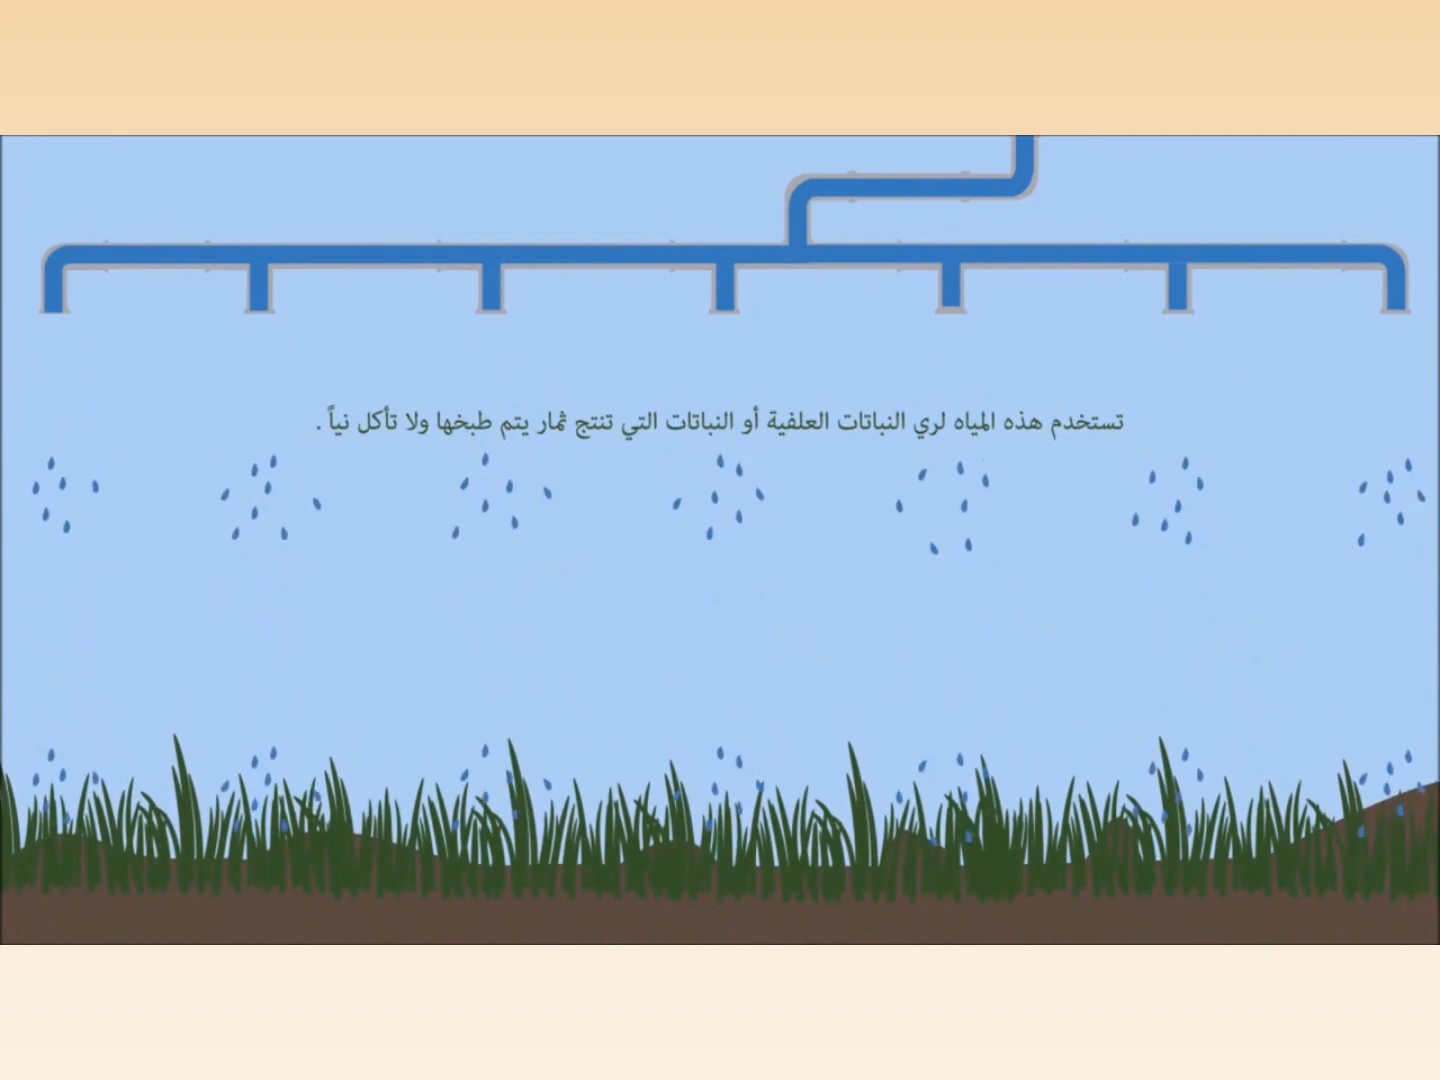 تستخدم هذه المياه لري النباتات العلفية أو النباتات التي تنتج ثمار يتم طبخها ولا تأكل نياً .